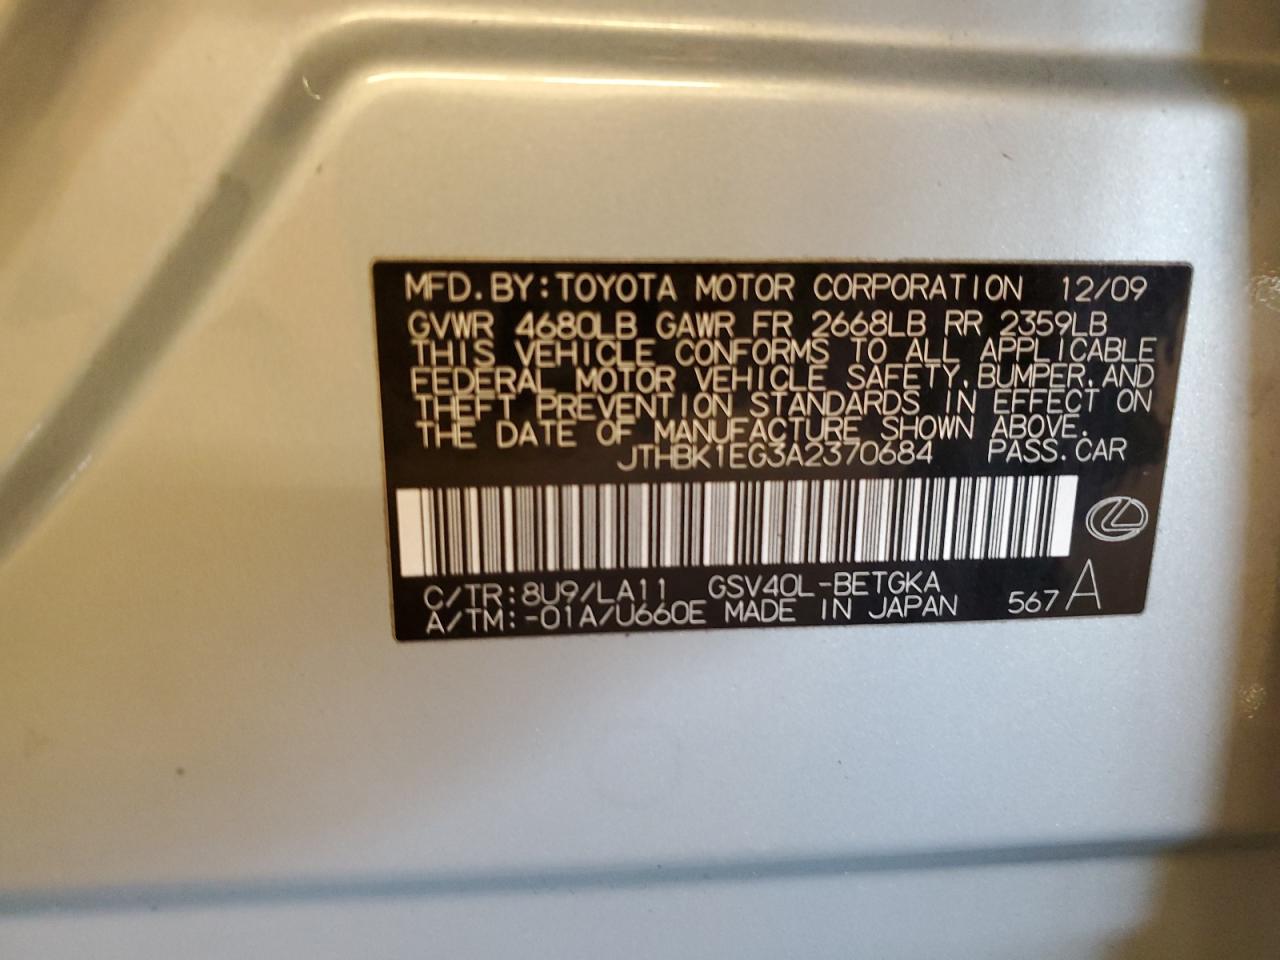 MFD. BY: TOYOTA MOTOR CORPORATION 12/09
GVWR 4680LB GAWR FR 2668LB RR 2359LB
THIS VEHICLE CONFORMS TO ALL APPLICABLE
FEDERAL MOTOR VEHICLE SAFETY, BUMPER, AND
THEFT PREVENTION STANDARDS IN EFFECT ON
THE DATE OF MANUFACTURE SHOWN ABOVE.
JTHBK1EG3A2370684 PASS. CAR
C/TR: 8U9/LA11 GSV40L-BETGKA
A/TM: -01A/U660E MADE IN JAPAN 567 A